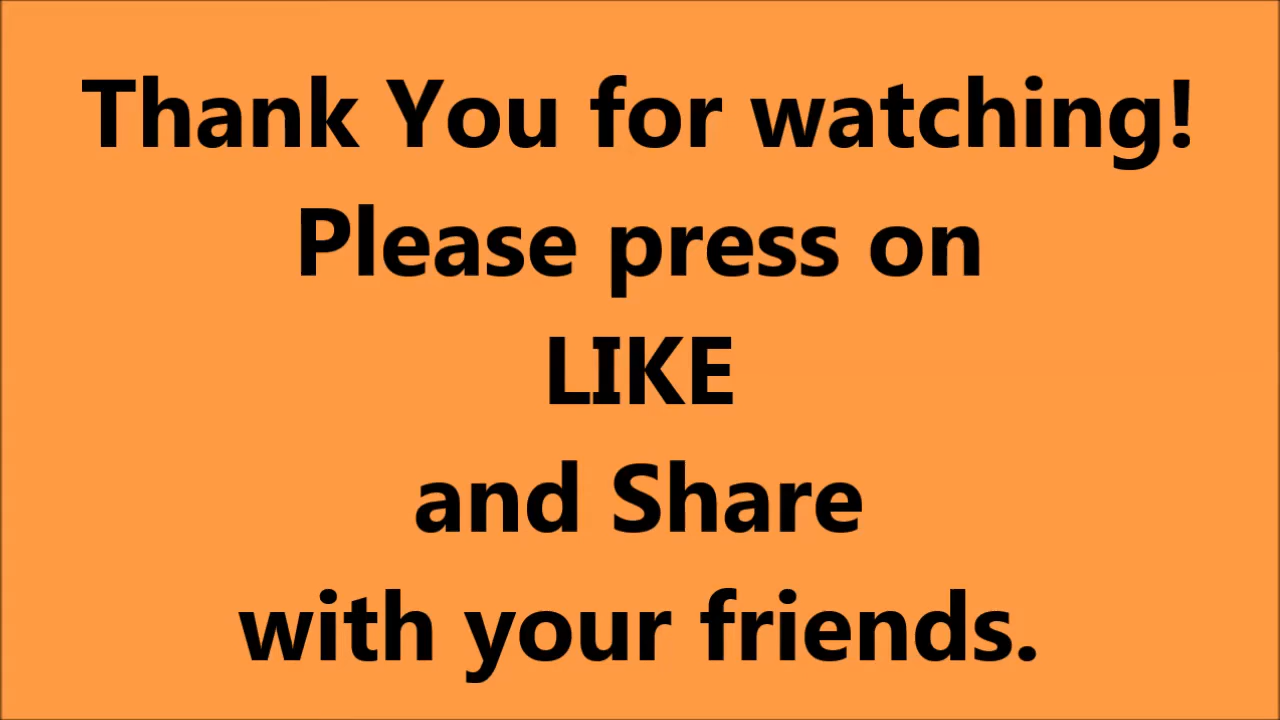 Thank You for watching!
Please press on
LIKE
and Share
with your friends.